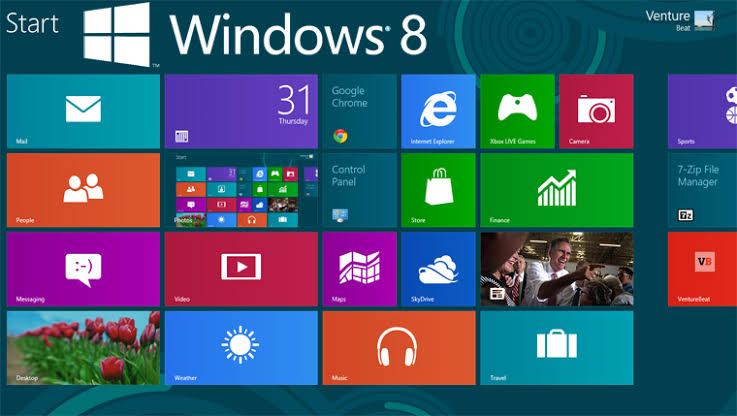 Start
Windows® 8
™
Venture
Beat
Mail
31
Thursday
Google
Chrome
Internet Explorer
Xbox LIVE Games
Camera
Sports
People
Start
31
Photos
Control
Panel
Store
Finance
7-Zip File
Manager
7z
Messaging
:-)
Video
Maps
SkyDrive
VB
VentureBeat
Desktop
Weather
Music
Travel